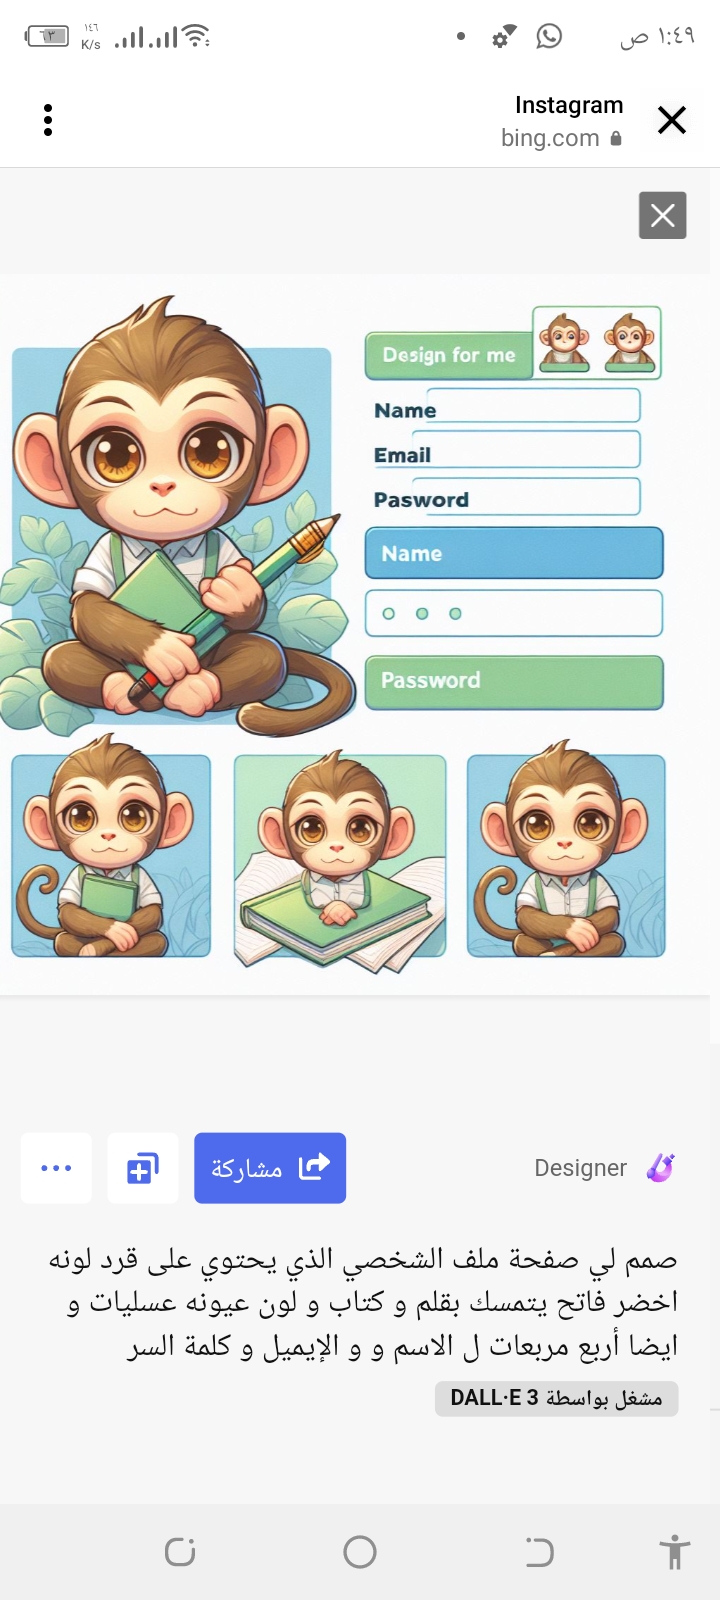 ٦٣
١٤٦
K/s
١:٤٩ ص
Instagram
bing.com
Design for me
Name
Email
Pasword
Name
Password
مشاركة
Designer
صمم لي صفحة ملف الشخصي الذي يحتوي على قرد لونه
اخضر فاتح يتمسك بقلم و كتاب و لون عيونه عسليات و
ايضا أربع مربعات ل الاسم و و الإيميل و كلمة السر
مشغل بواسطة DALL·E 3